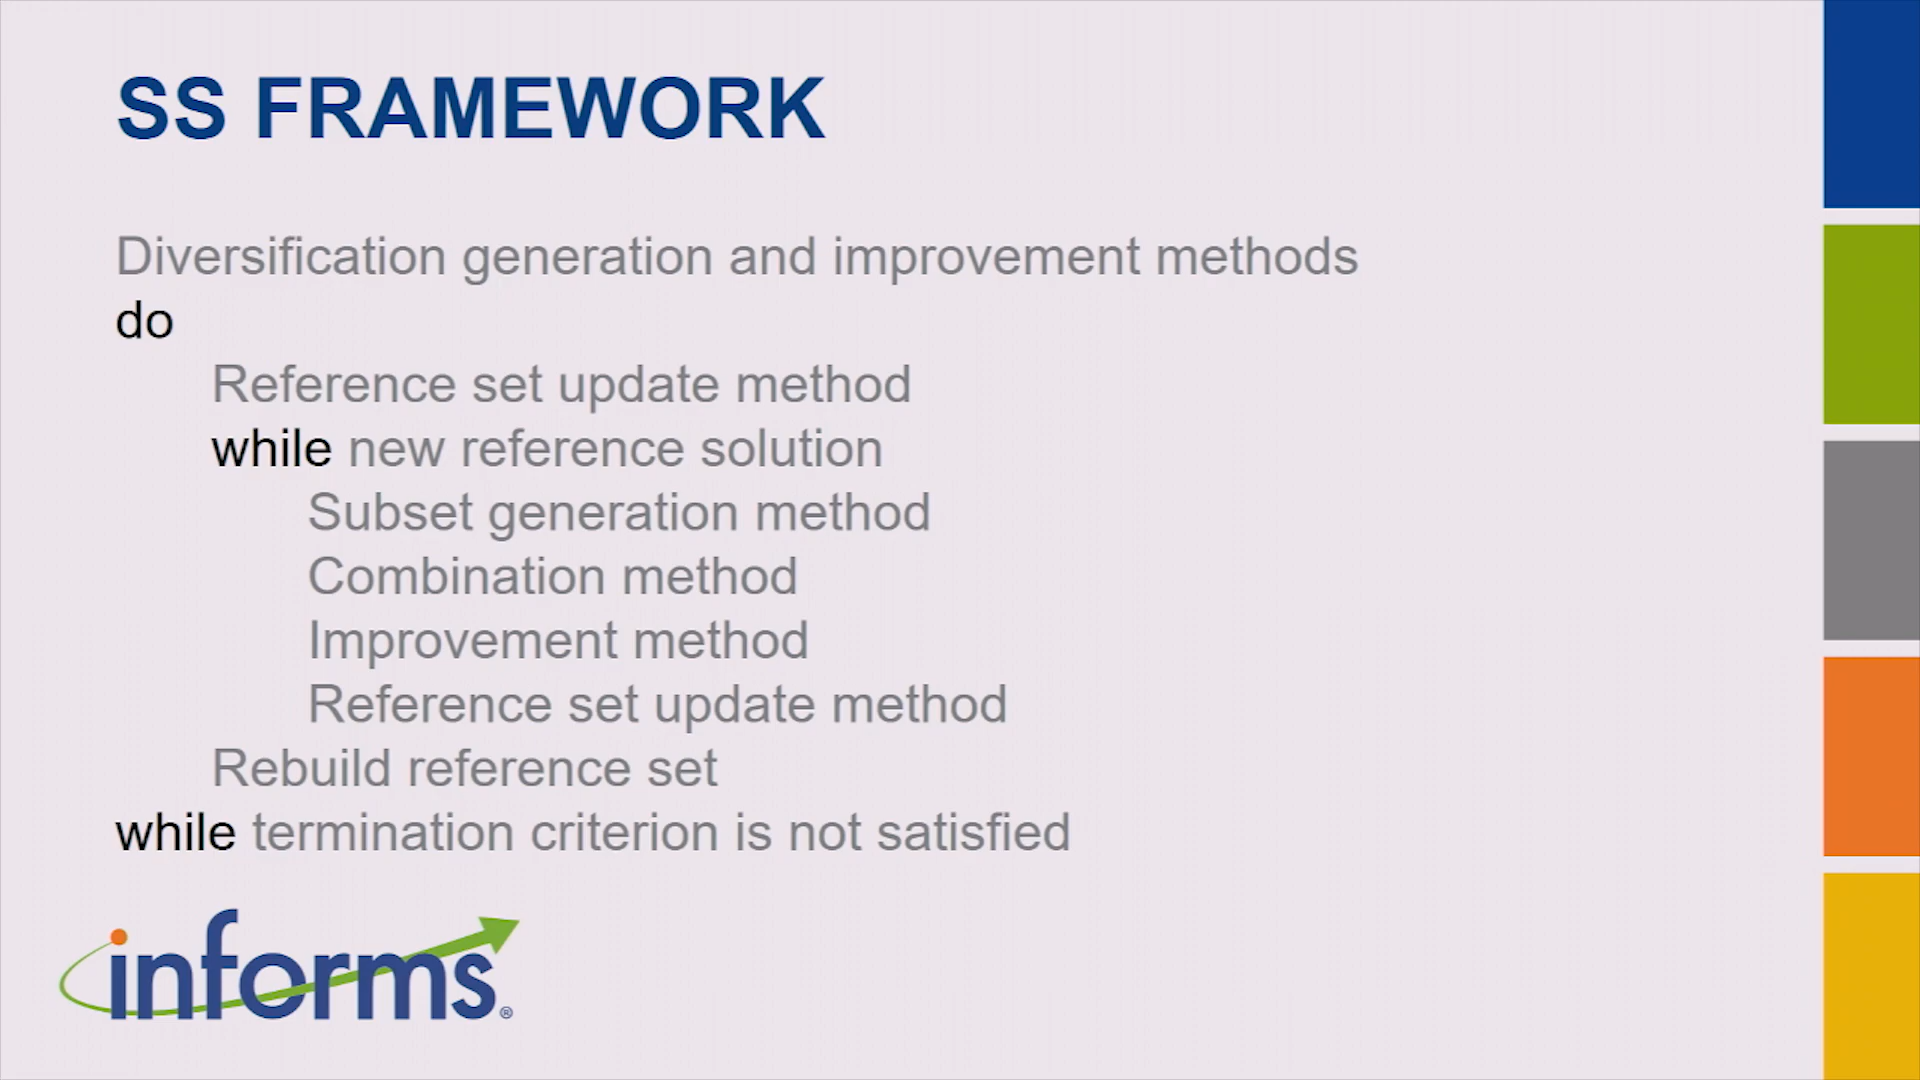 SS FRAMEWORK
Diversification generation and improvement methods
do
Reference set update method
while new reference solution
Subset generation method
Combination method
Improvement method
Reference set update method
Rebuild reference set
while termination criterion is not satisfied
informs®